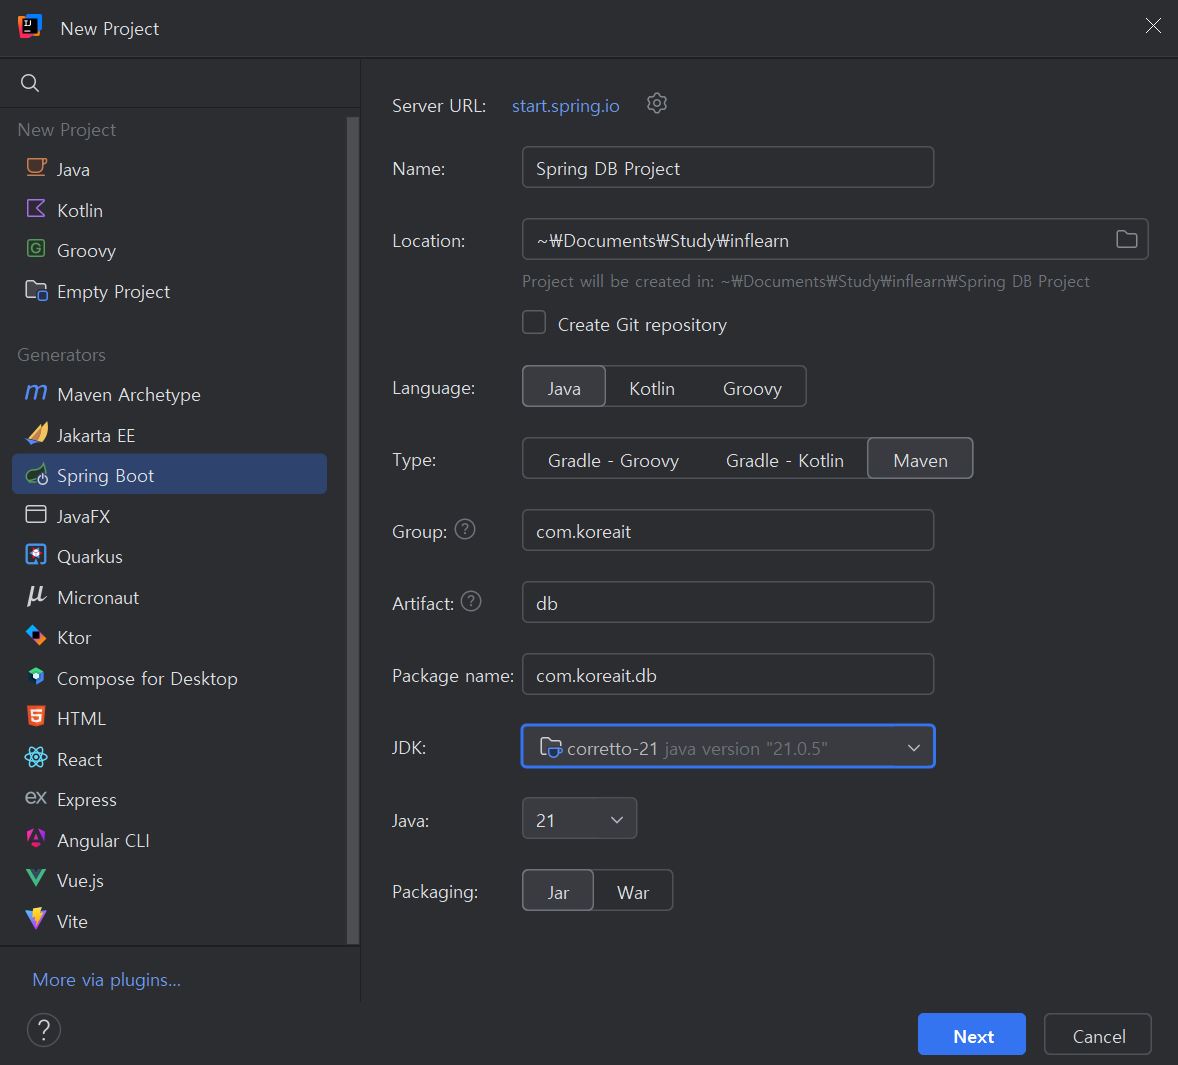 New Project
New Project
Java
Kotlin
Groovy
Empty Project
Generators
Maven Archetype
Jakarta EE
Spring Boot
JavaFX
Quarkus
Micronaut
Ktor
Compose for Desktop
HTML
React
Express
Angular CLI
Vue.js
Vite
More via plugins...
Server URL: start.spring.io
Name: Spring DB Project
Location: ~₩Documents₩Study₩inflearn
Project will be created in: ~₩Documents₩Study₩inflearn₩Spring DB Project
Create Git repository
Language: Java Kotlin Groovy
Type: Gradle - Groovy Gradle - Kotlin Maven
Group: ? com.koreait
Artifact: ? db
Package name: com.koreait.db
JDK: corretto-21 java version "21.0.5"
Java: 21
Packaging: Jar War
? Next Cancel